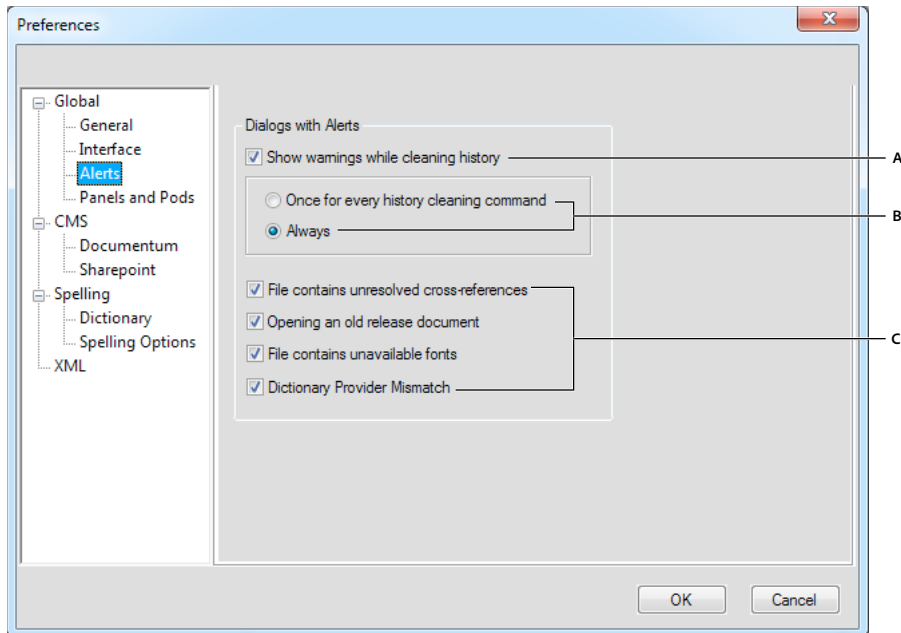 Preferences
Global
General
Interface
Alerts
Panels and Pods
CMS
Documentum
Sharepoint
Spelling
Dictionary
Spelling Options
XML
Dialogs with Alerts
Show warnings while cleaning history
A
Once for every history cleaning command
B
Always
File contains unresolved cross-references
Opening an old release document
C
File contains unavailable fonts
Dictionary Provider Mismatch
OK
Cancel